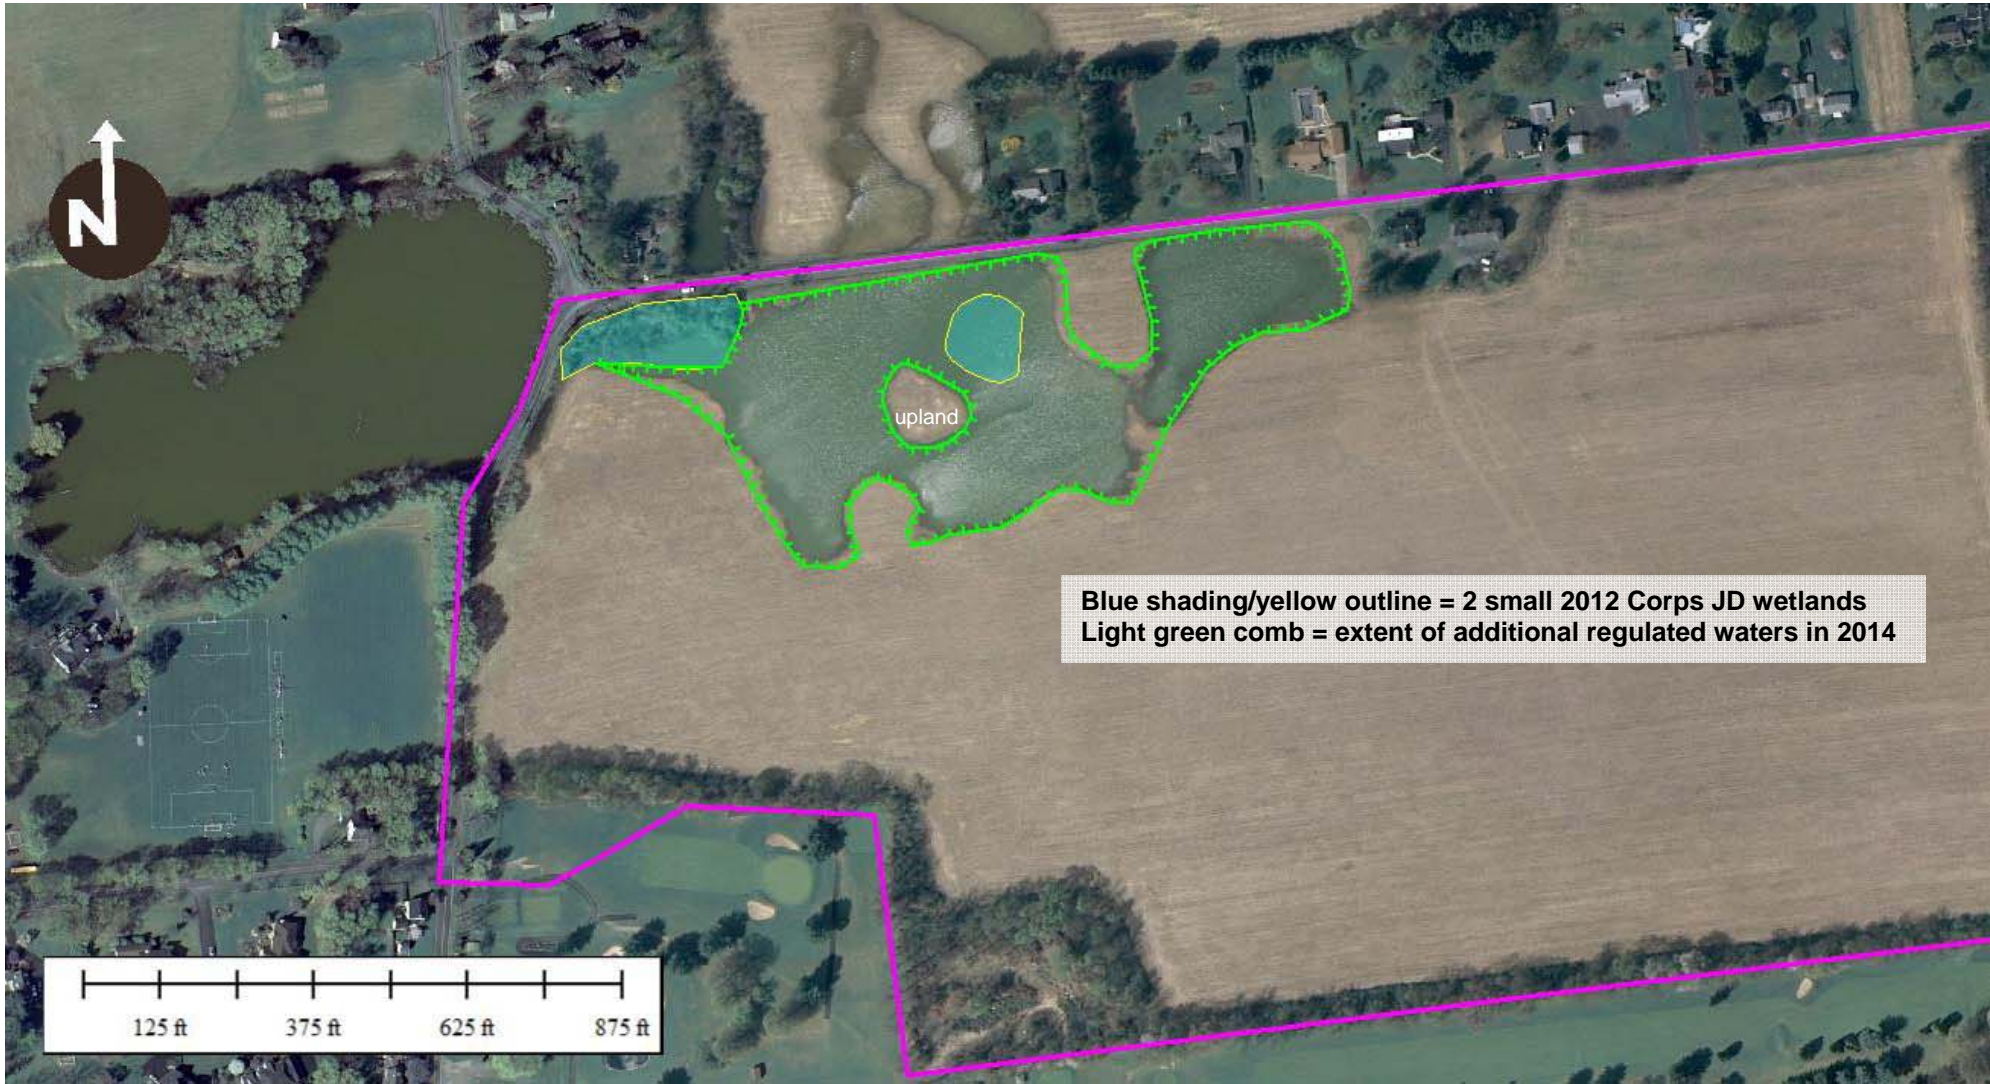 N
upland
Blue shading/yellow outline = 2 small 2012 Corps JD wetlands
Light green comb = extent of additional regulated waters in 2014
125 ft 375 ft 625 ft 875 ft